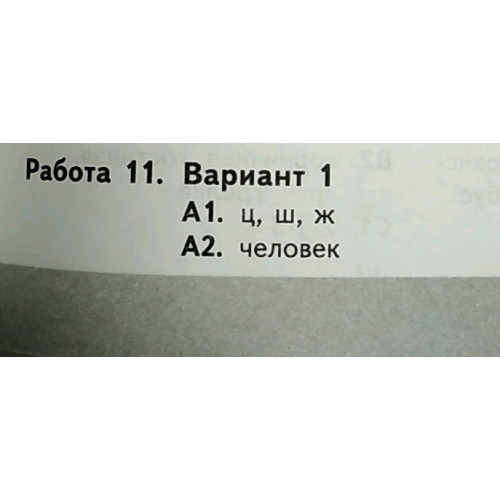 Работа 11. Вариант 1
А1. ц, ш, ж
А2. человек